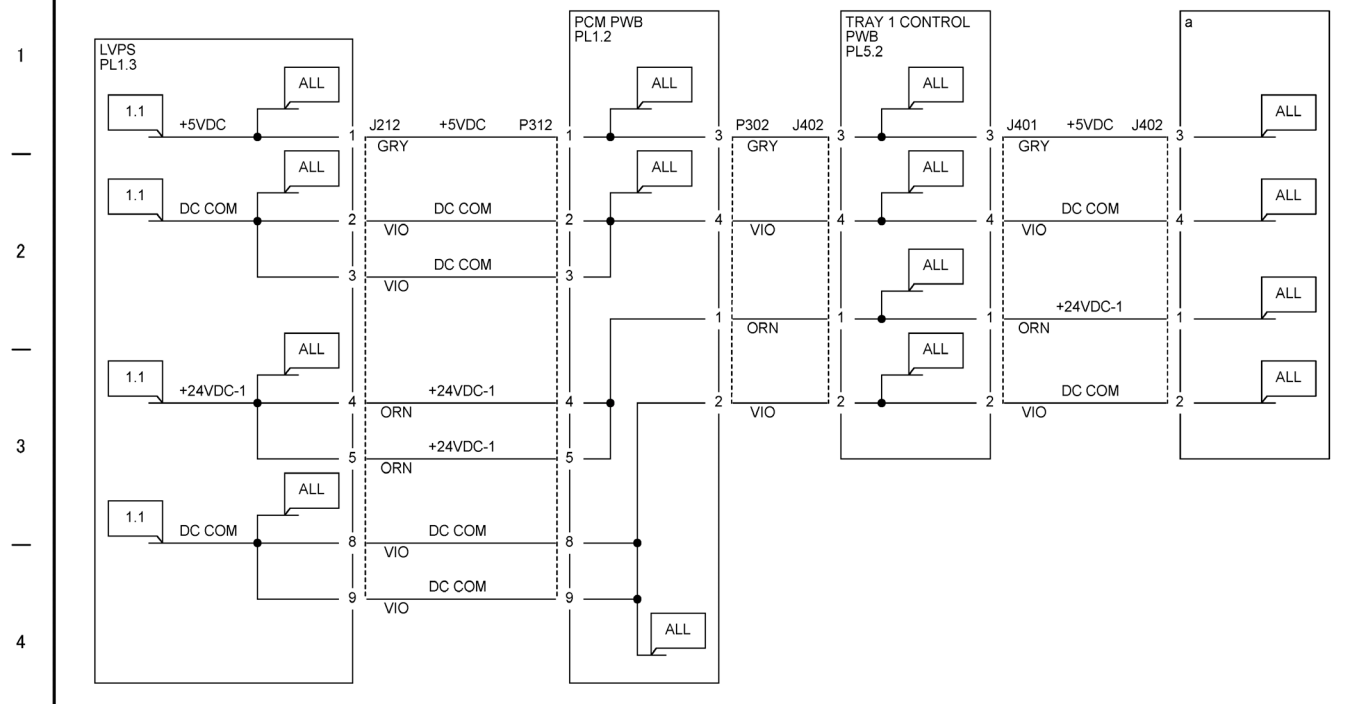 PCM PWB
PL1.2
TRAY 1 CONTROL
PWB
PL5.2
a
1
LVPS
PL1.3
ALL
ALL
ALL
1.1
+5VDC
1
J212
+5VDC
P312
1
3
P302
J402
3
3
J401
+5VDC
J402
3
ALL
GRY
GRY
GRY
ALL
ALL
ALL
1.1
DC COM
2
DC COM
2
4
4
4
DC COM
4
ALL
VIO
VIO
VIO
2
3
DC COM
3
VIO
ALL
1
1
1
+24VDC-1
1
ALL
ORN
ORN
ALL
ALL
1.1
+24VDC-1
4
+24VDC-1
4
2
2
2
DC COM
2
ALL
ORN
VIO
VIO
3
5
+24VDC-1
5
ORN
ALL
1.1
DC COM
8
DC COM
8
VIO
9
DC COM
9
VIO
ALL
4